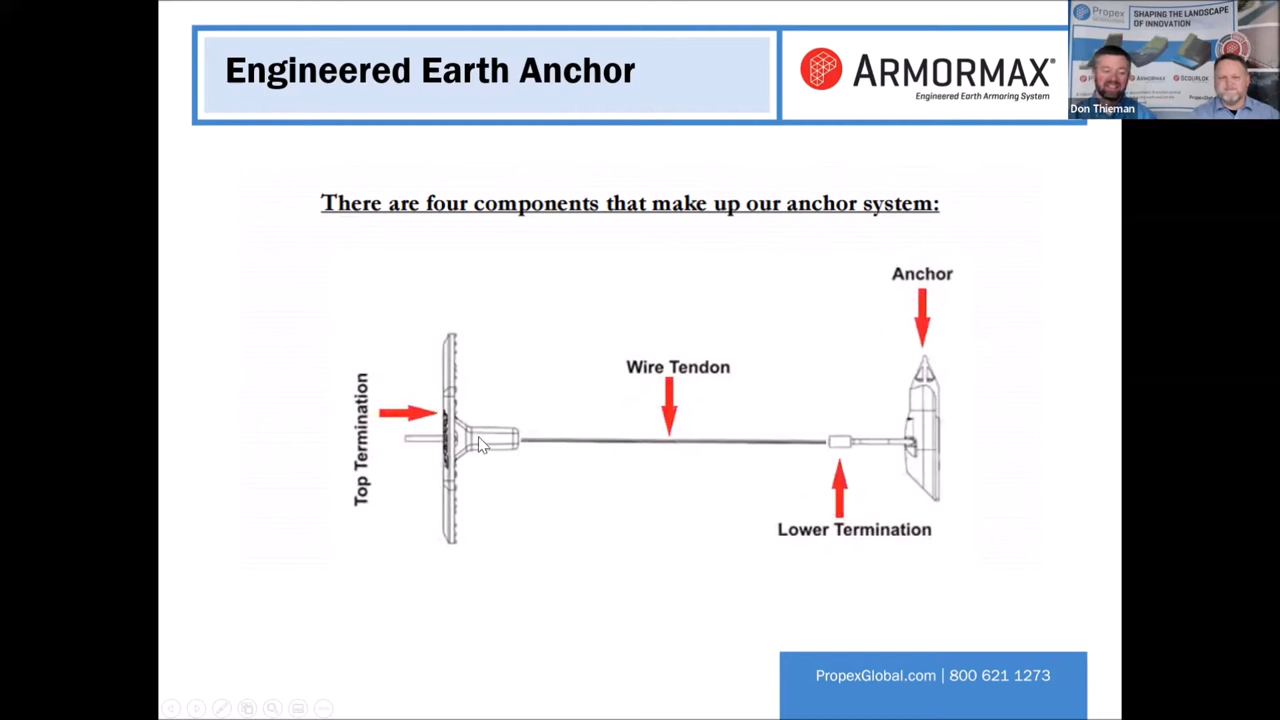 Engineered Earth Anchor
ARMORMAX®
Engineered Earth Armoring System
Propex
SHAPING THE LANDSCAPE
OF INNOVATION
ARMORMAX
SCOURLOK
Don Thieman
There are four components that make up our anchor system:
Anchor
Wire Tendon
Top Termination
Lower Termination
PropexGlobal.com | 800 621 1273